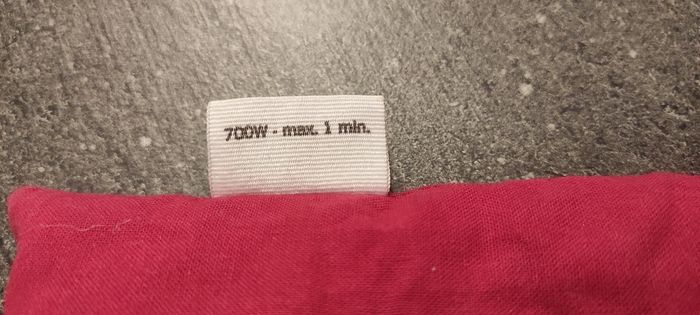 700W - max. 1 min.